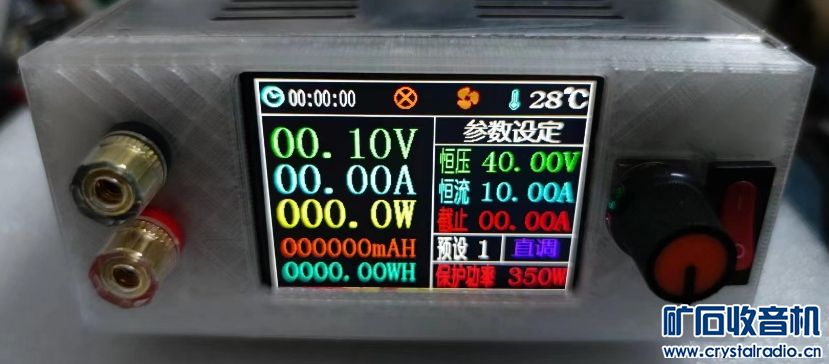 00:00:00 28℃
00.10V
00.00A
000.0W
000000mAH
0000.00WH
参数设定
恒压 40.00V
恒流 10.00A
截止 00.00A
预设 1 直调
保护功率 350W
矿石收音机
www.crystalradio.cn